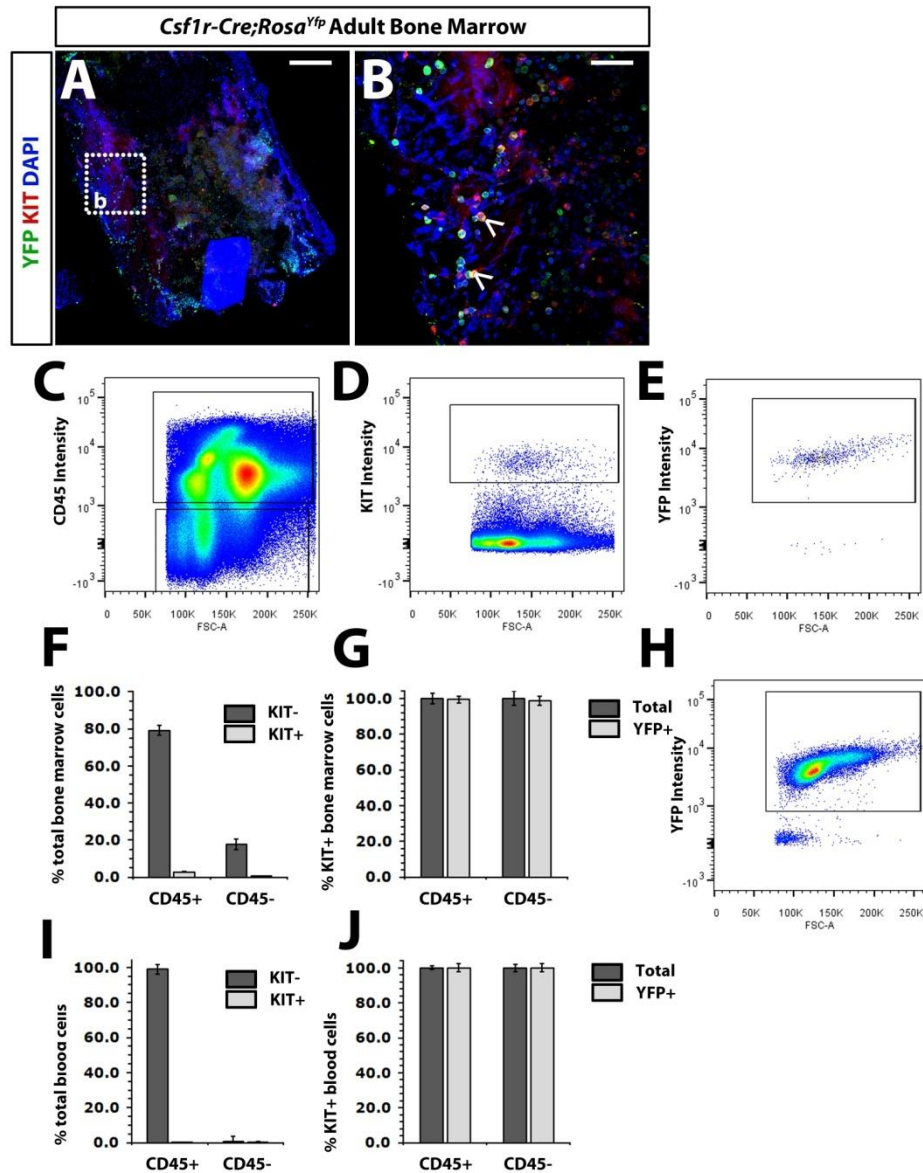 Csf1r-Cre;Rosa^Yfp Adult Bone Marrow
YFP KIT DAPI
A
b
B
C
CD45 Intensity
10^5
10^4
10^3
-10^3
0
50K
100K
150K
200K
250K
FSC-A
D
KIT Intensity
10^5
10^4
10^3
-10^3
0
50K
100K
150K
200K
250K
FSC-A
E
YFP Intensity
10^5
10^4
10^3
-10^3
0
50K
100K
150K
200K
250K
FSC-A
F
% total bone marrow cells
100.0
80.0
60.0
40.0
20.0
0.0
KIT-
KIT+
CD45+ CD45-
G
% KIT+ bone marrow cells
100.0
80.0
60.0
40.0
20.0
0.0
Total
YFP+
CD45+ CD45-
H
YFP Intensity
10^5
10^4
10^3
-10^3
0
50K
100K
150K
200K
250K
FSC-A
I
% total blood cells
100.0
80.0
60.0
40.0
20.0
0.0
KIT-
KIT+
CD45+ CD45-
J
% KIT+ blood cells
100.0
80.0
60.0
40.0
20.0
0.0
Total
YFP+
CD45+ CD45-